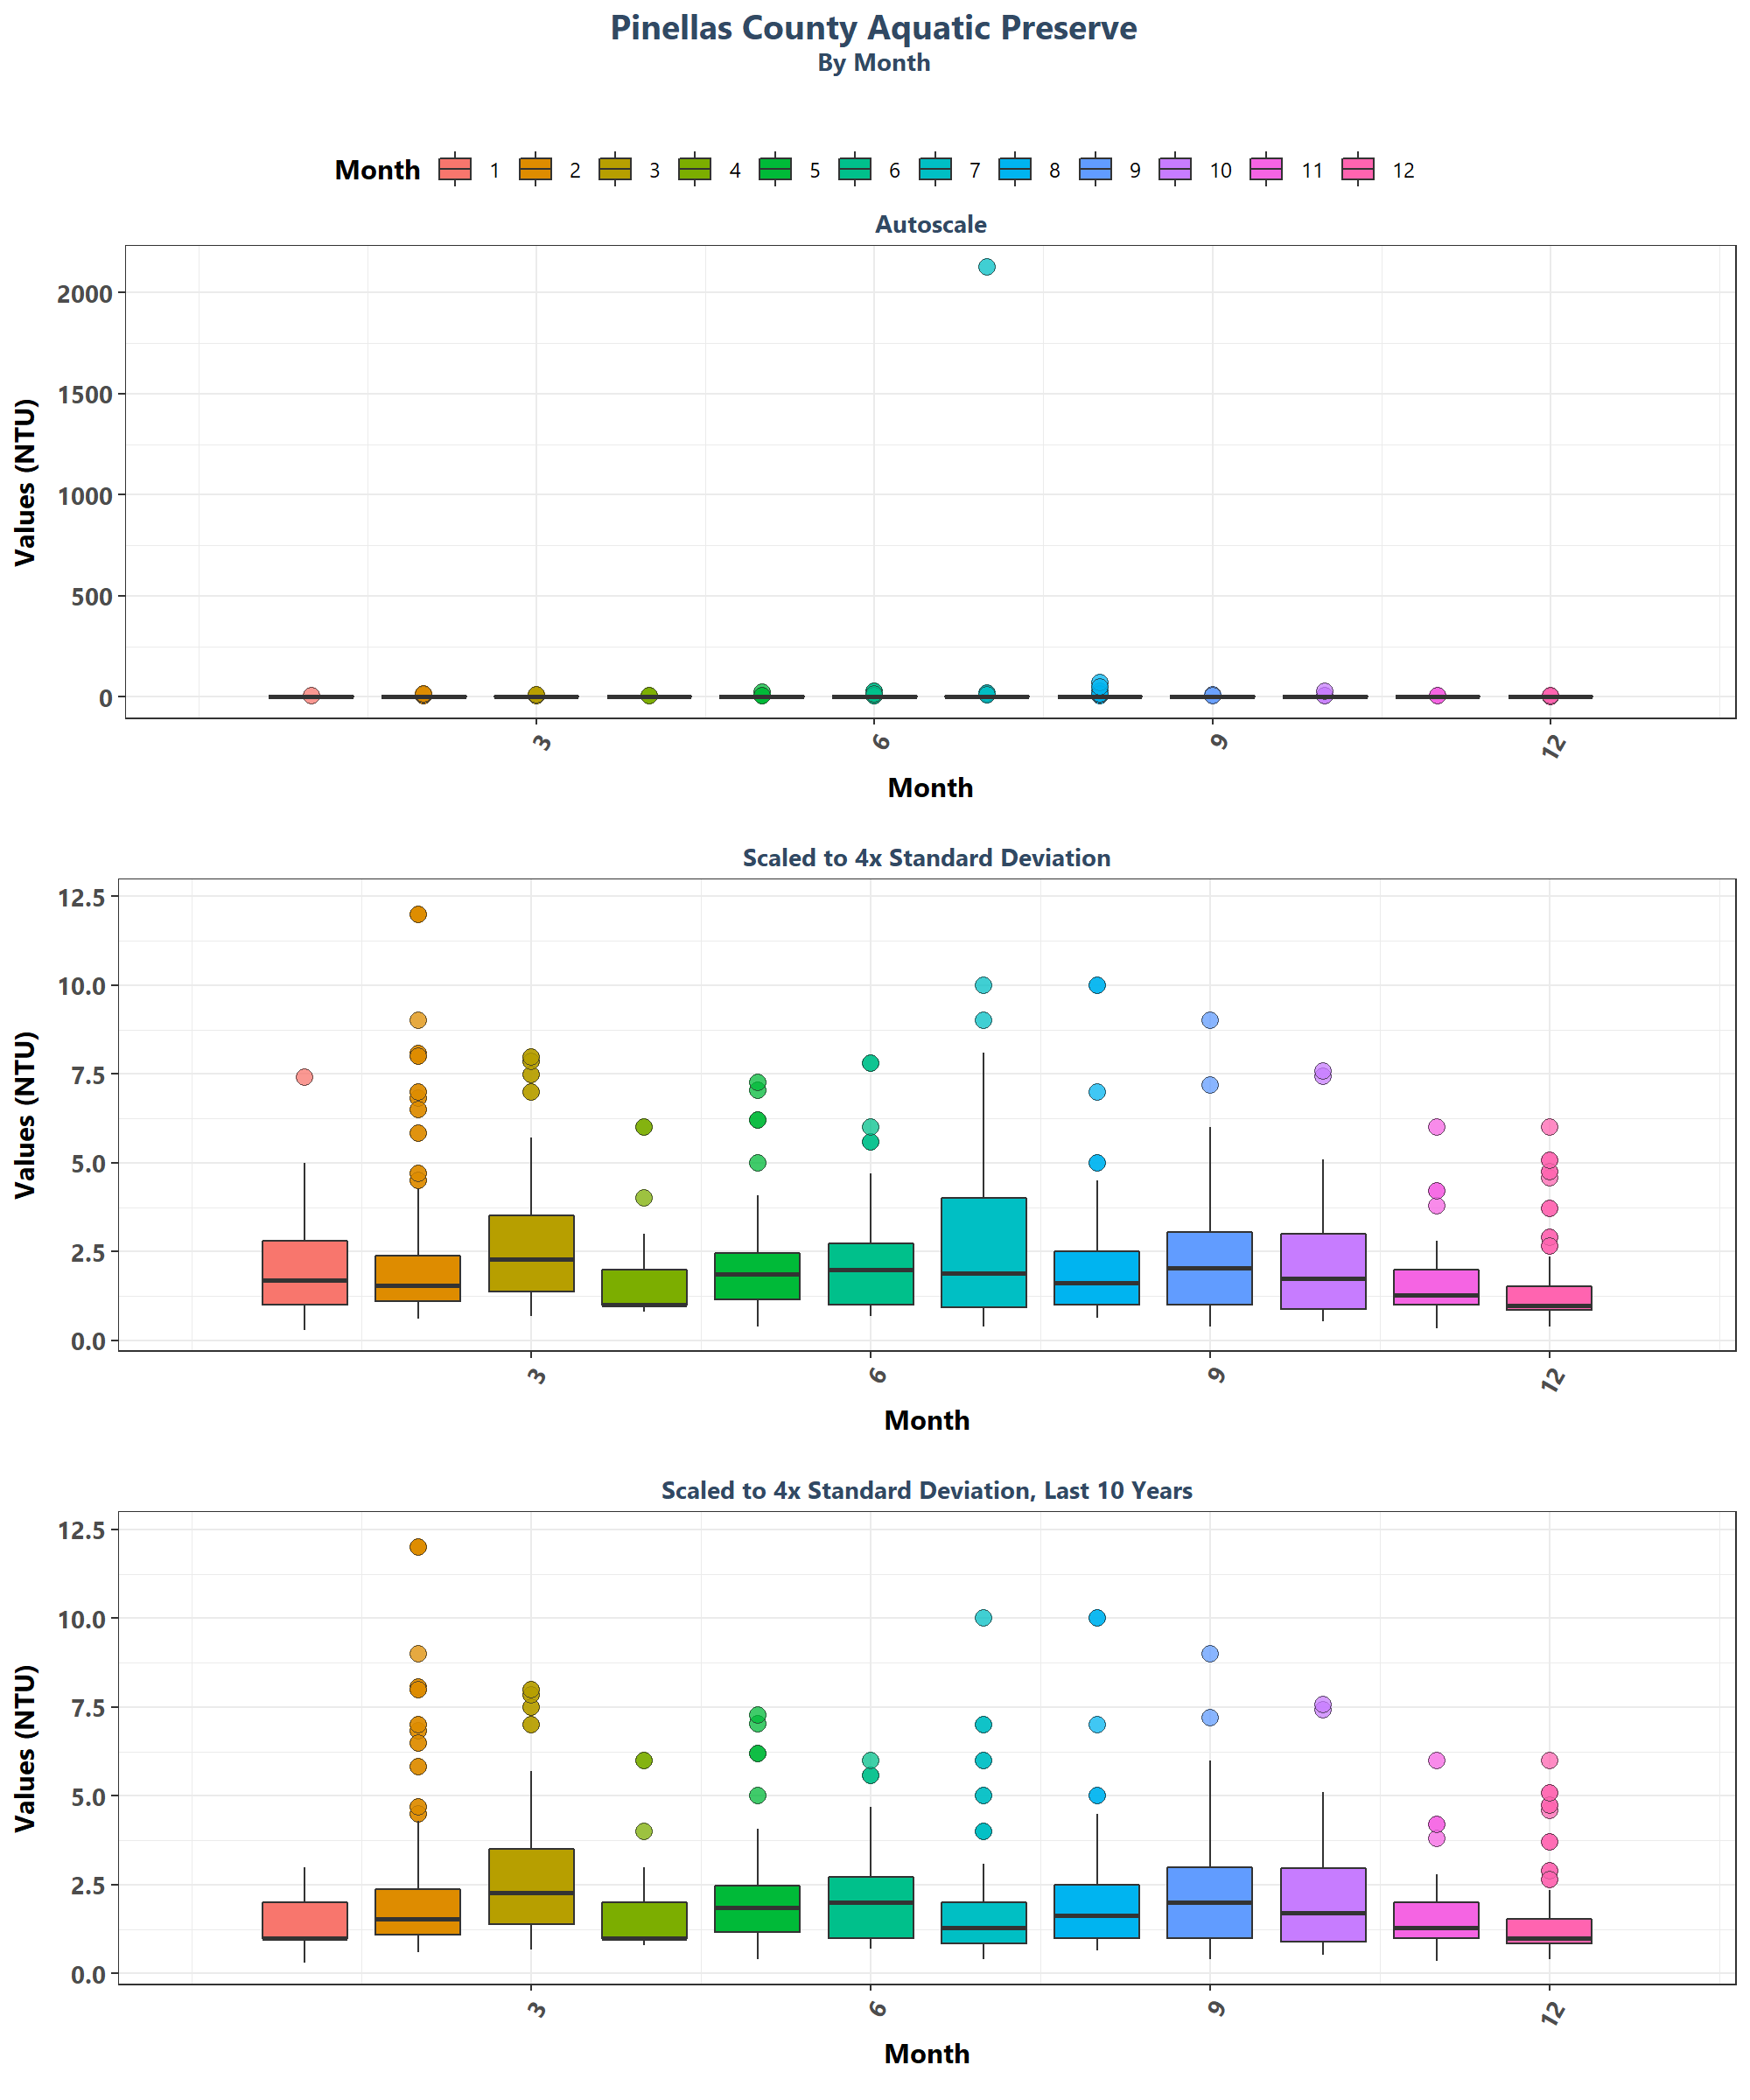 Pinellas County Aquatic Preserve
By Month
Month 1 2 3 4 5 6 7 8 9 10 11 12
Autoscale
Values (NTU)
2000
1500
1000
500
0
3 6 9 12
Month
Scaled to 4x Standard Deviation
Values (NTU)
12.5
10.0
7.5
5.0
2.5
0.0
3 6 9 12
Month
Scaled to 4x Standard Deviation, Last 10 Years
Values (NTU)
12.5
10.0
7.5
5.0
2.5
0.0
3 6 9 12
Month